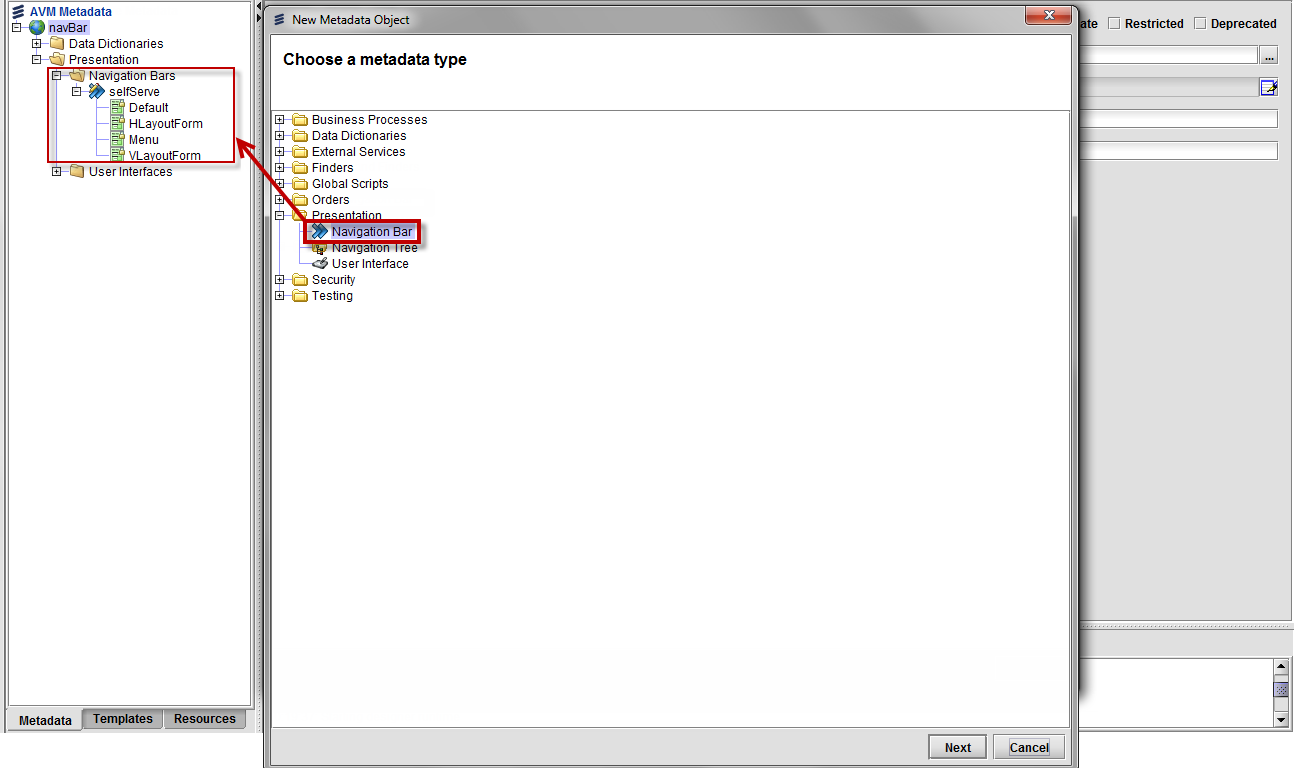 AVM Metadata
navBar
Data Dictionaries
Presentation
Navigation Bars
selfServe
Default
HLayoutForm
Menu
VLayoutForm
User Interfaces
Metadata
Templates
Resources
New Metadata Object
Choose a metadata type
Business Processes
Data Dictionaries
External Services
Finders
Global Scripts
Orders
Presentation
Navigation Bar
Navigation Tree
User Interface
Security
Testing
Next
Cancel
ate
Restricted
Deprecated
...